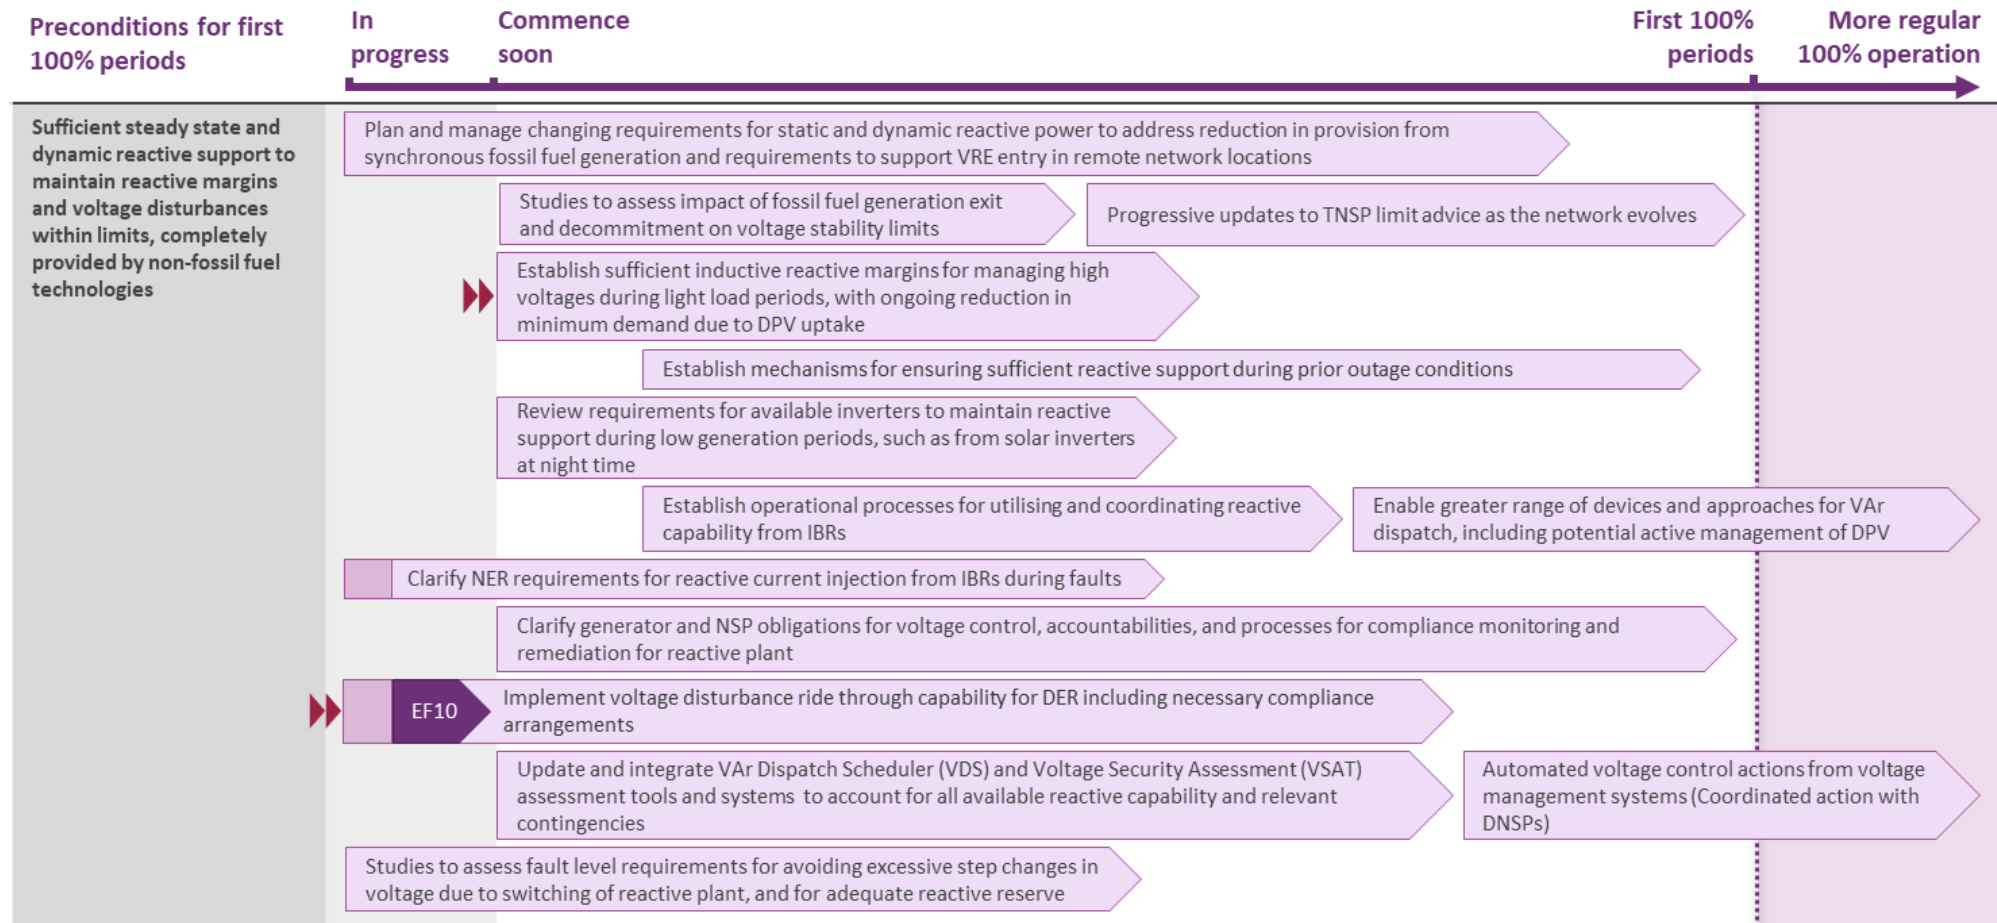 Preconditions for first
100% periods
In
progress
Commence
soon
First 100%
periods
More regular
100% operation
Sufficient steady state and
dynamic reactive support to
maintain reactive margins
and voltage disturbances
within limits, completely
provided by non-fossil fuel
technologies
Plan and manage changing requirements for static and dynamic reactive power to address reduction in provision from
synchronous fossil fuel generation and requirements to support VRE entry in remote network locations
Studies to assess impact of fossil fuel generation exit
and decommitment on voltage stability limits
Progressive updates to TNSP limit advice as the network evolves
Establish sufficient inductive reactive margins for managing high
voltages during light load periods, with ongoing reduction in
minimum demand due to DPV uptake
Establish mechanisms for ensuring sufficient reactive support during prior outage conditions
Review requirements for available inverters to maintain reactive
support during low generation periods, such as from solar inverters
at night time
Establish operational processes for utilising and coordinating reactive
capability from IBRs
Enable greater range of devices and approaches for VAr
dispatch, including potential active management of DPV
Clarify NER requirements for reactive current injection from IBRs during faults
Clarify generator and NSP obligations for voltage control, accountabilities, and processes for compliance monitoring and
remediation for reactive plant
EF10
Implement voltage disturbance ride through capability for DER including necessary compliance
arrangements
Update and integrate VAr Dispatch Scheduler (VDS) and Voltage Security Assessment (VSAT)
assessment tools and systems to account for all available reactive capability and relevant
contingencies
Automated voltage control actions from voltage
management systems (Coordinated action with
DNSPs)
Studies to assess fault level requirements for avoiding excessive step changes in
voltage due to switching of reactive plant, and for adequate reactive reserve